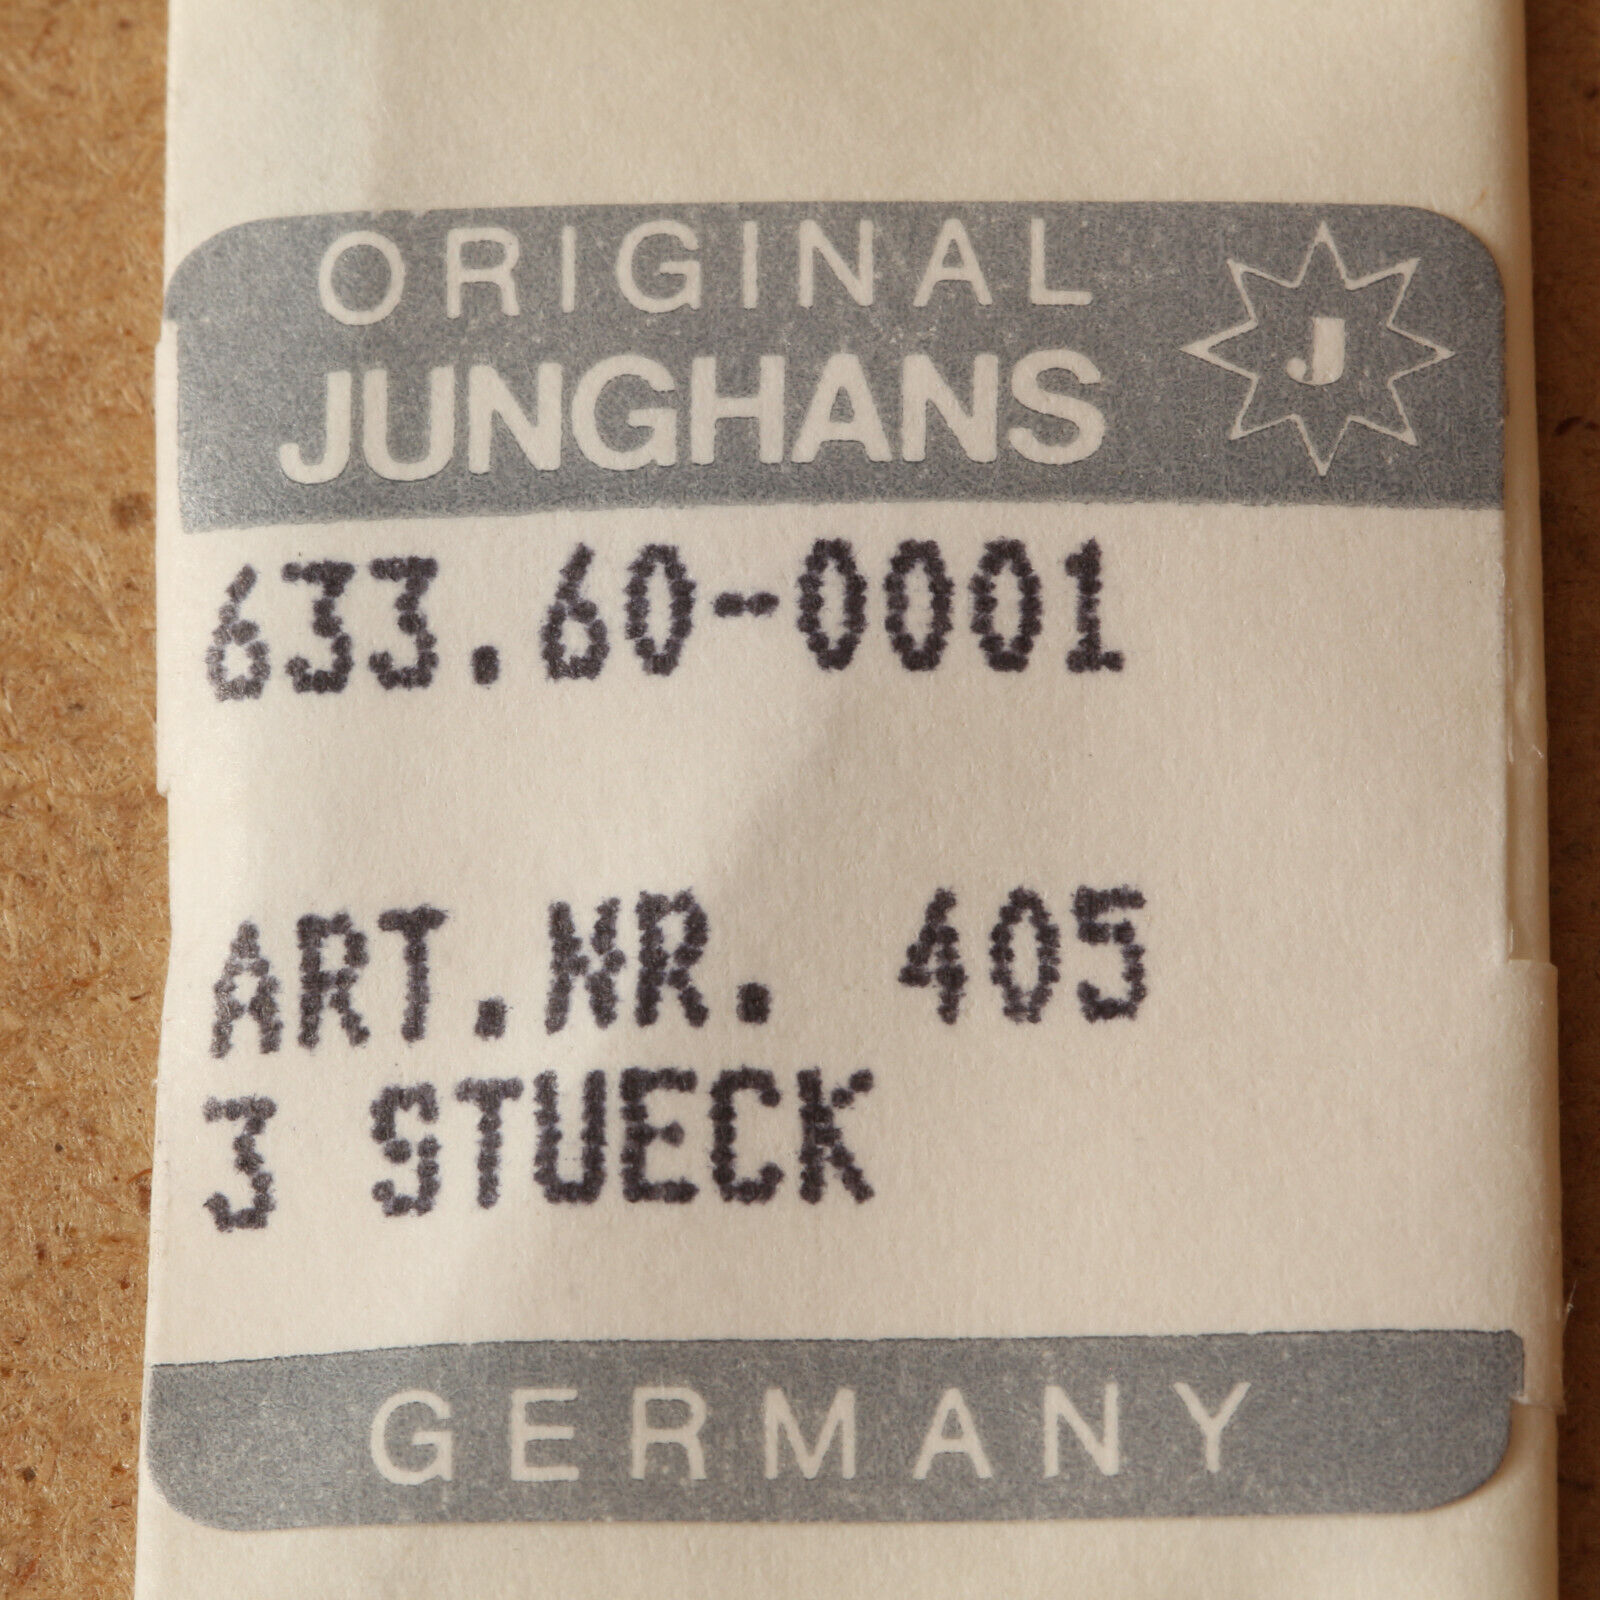 ORIGINAL
JUNGHANS
J
633.60-0001
ART.NR. 405
3 STUECK
GERMANY